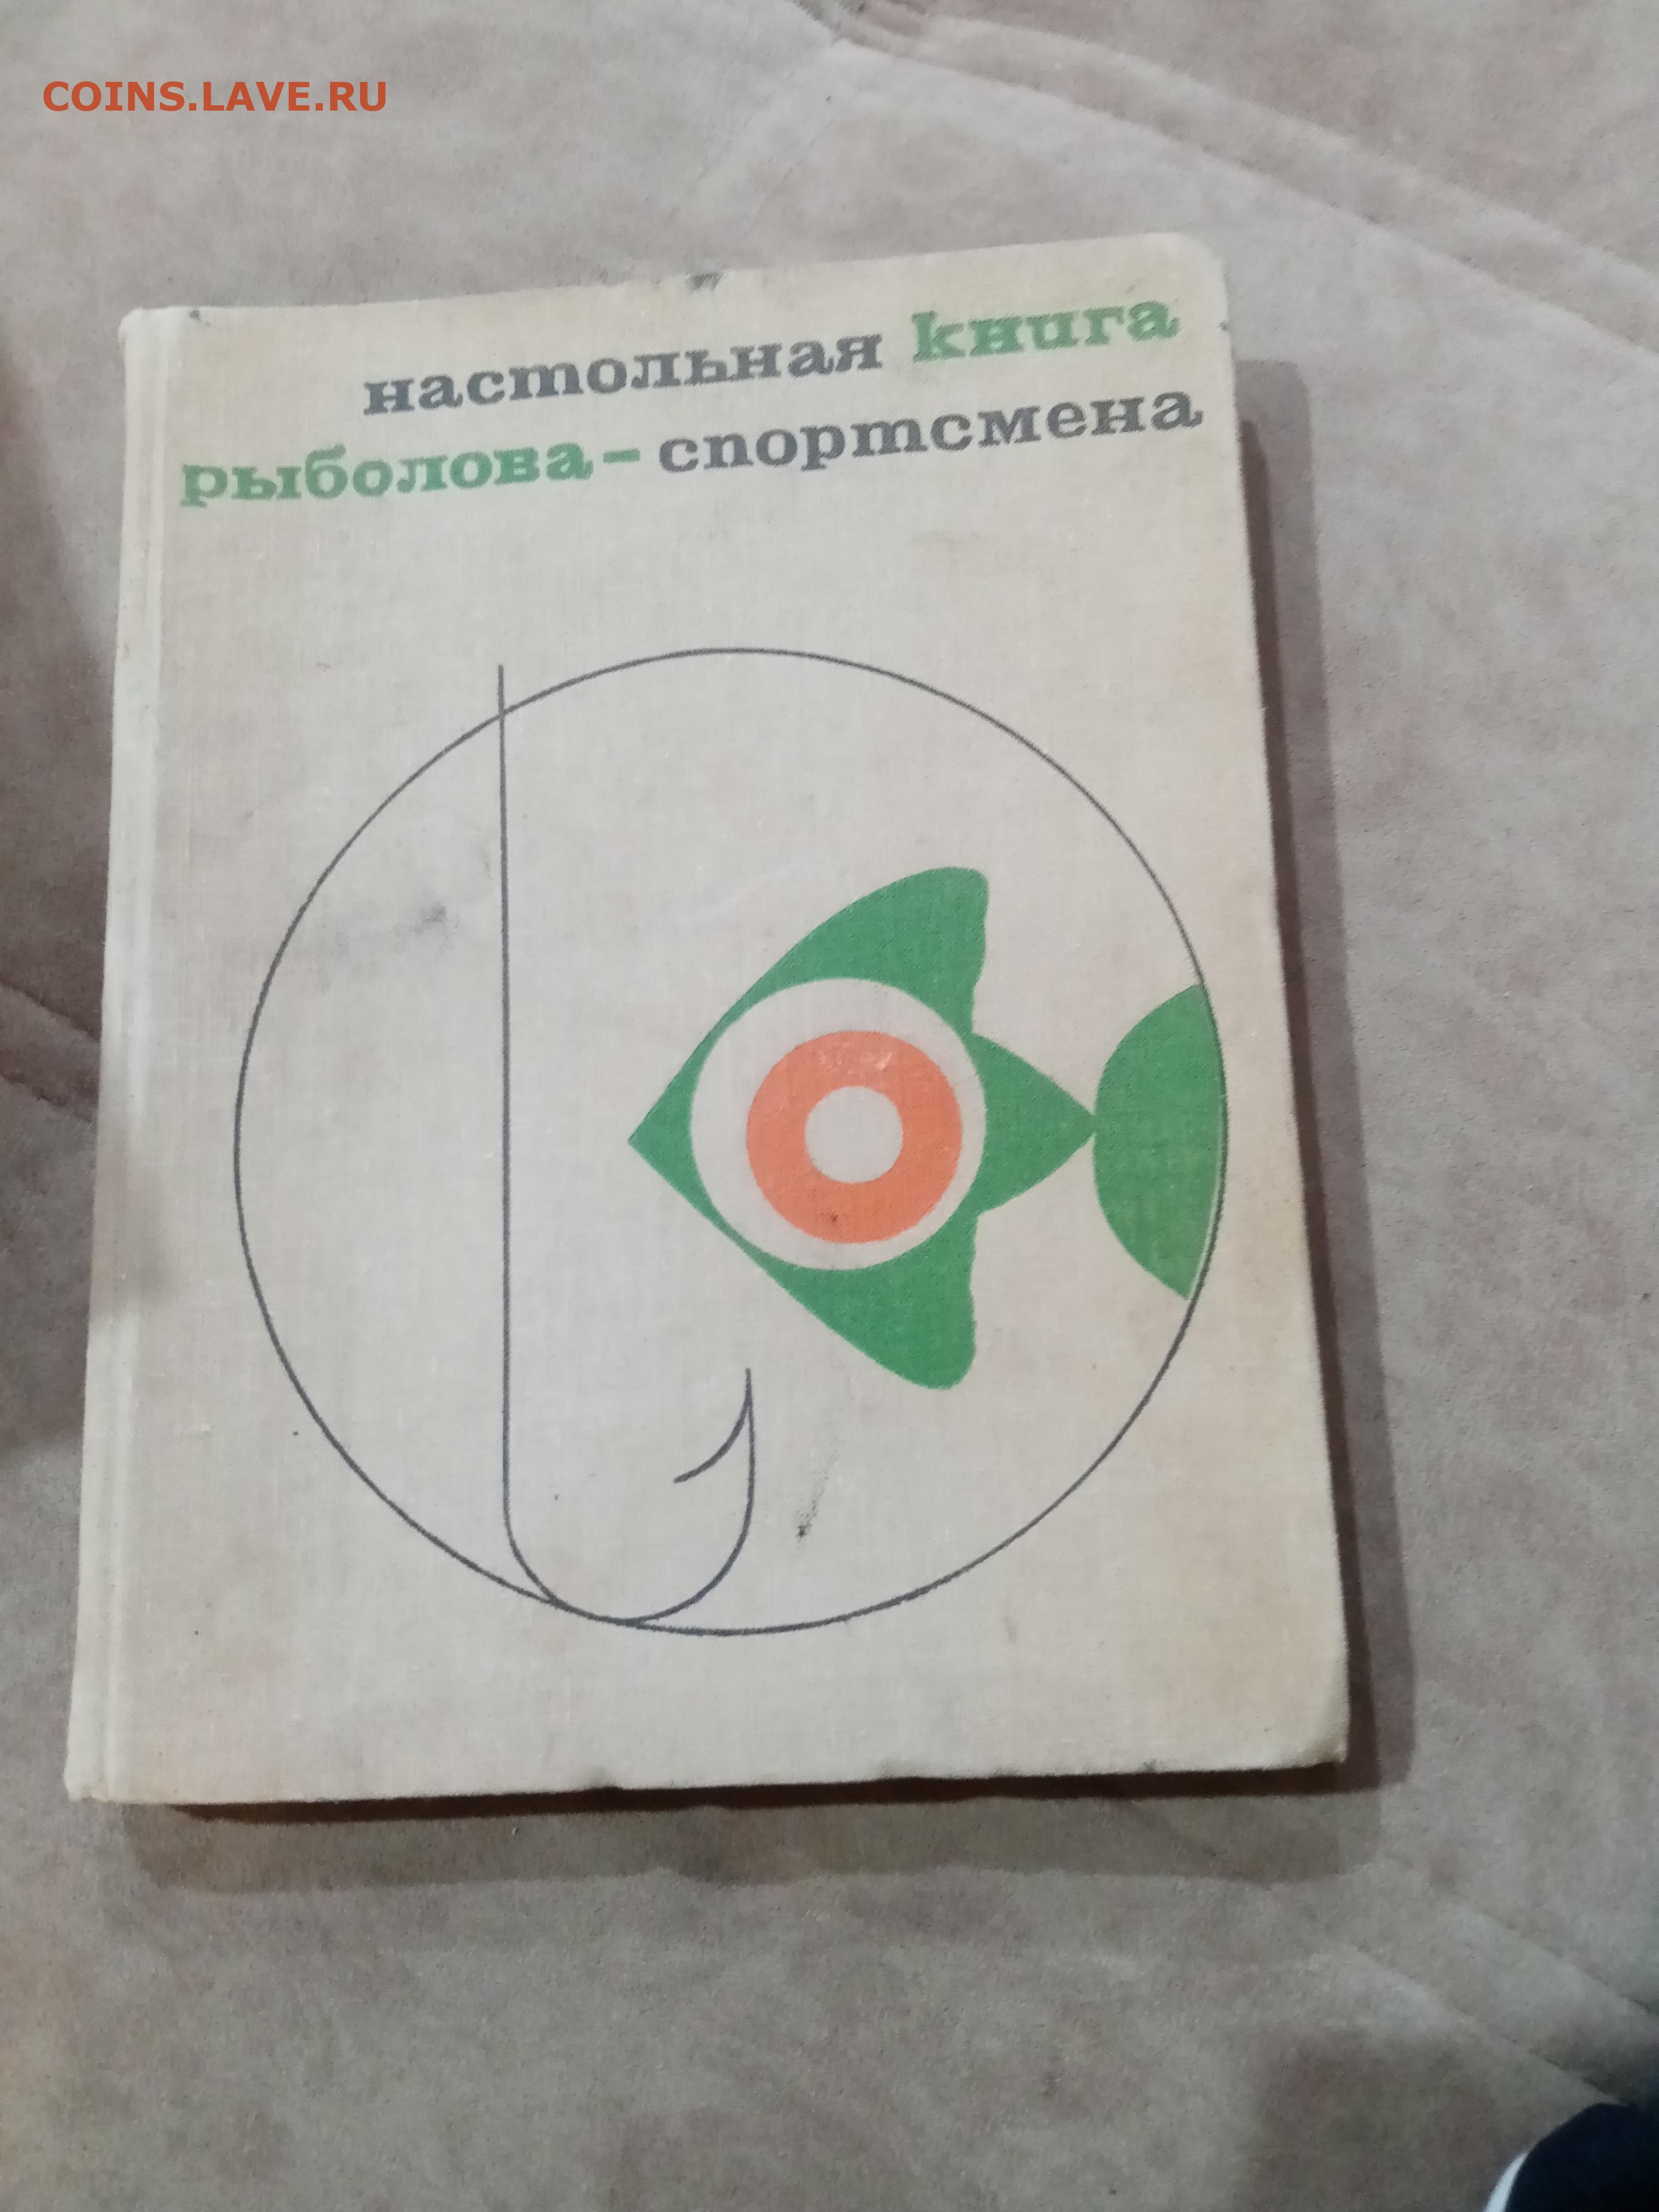 COINS.LAVE.RU
настольная книга
рыболова-спортсмена